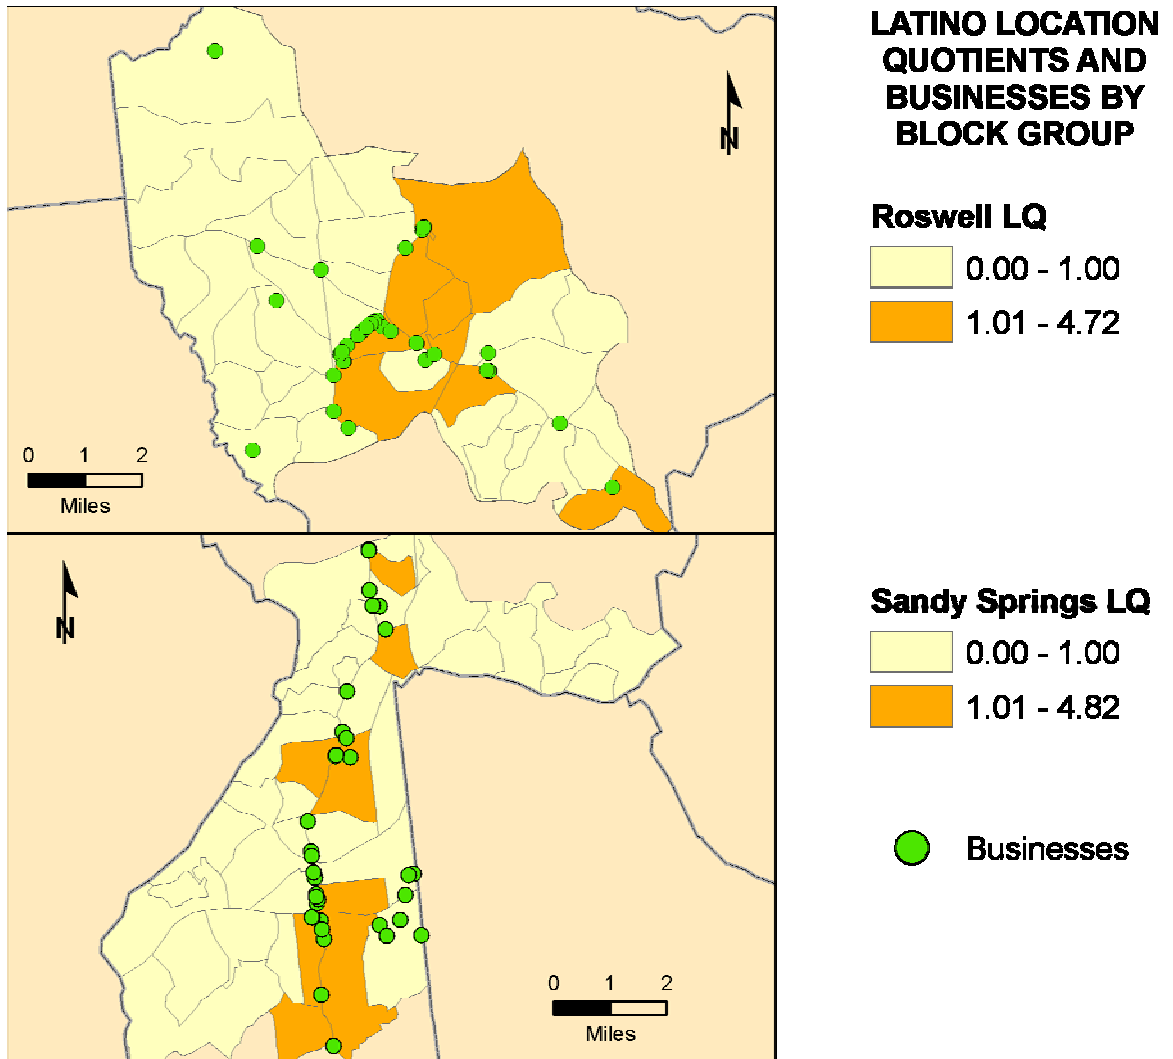 LATINO LOCATION
QUOTIENTS AND
BUSINESSES BY
BLOCK GROUP
N
Roswell LQ
0.00 - 1.00
1.01 - 4.72
0 1 2
Miles
N
Sandy Springs LQ
0.00 - 1.00
1.01 - 4.82
Businesses
0 1 2
Miles